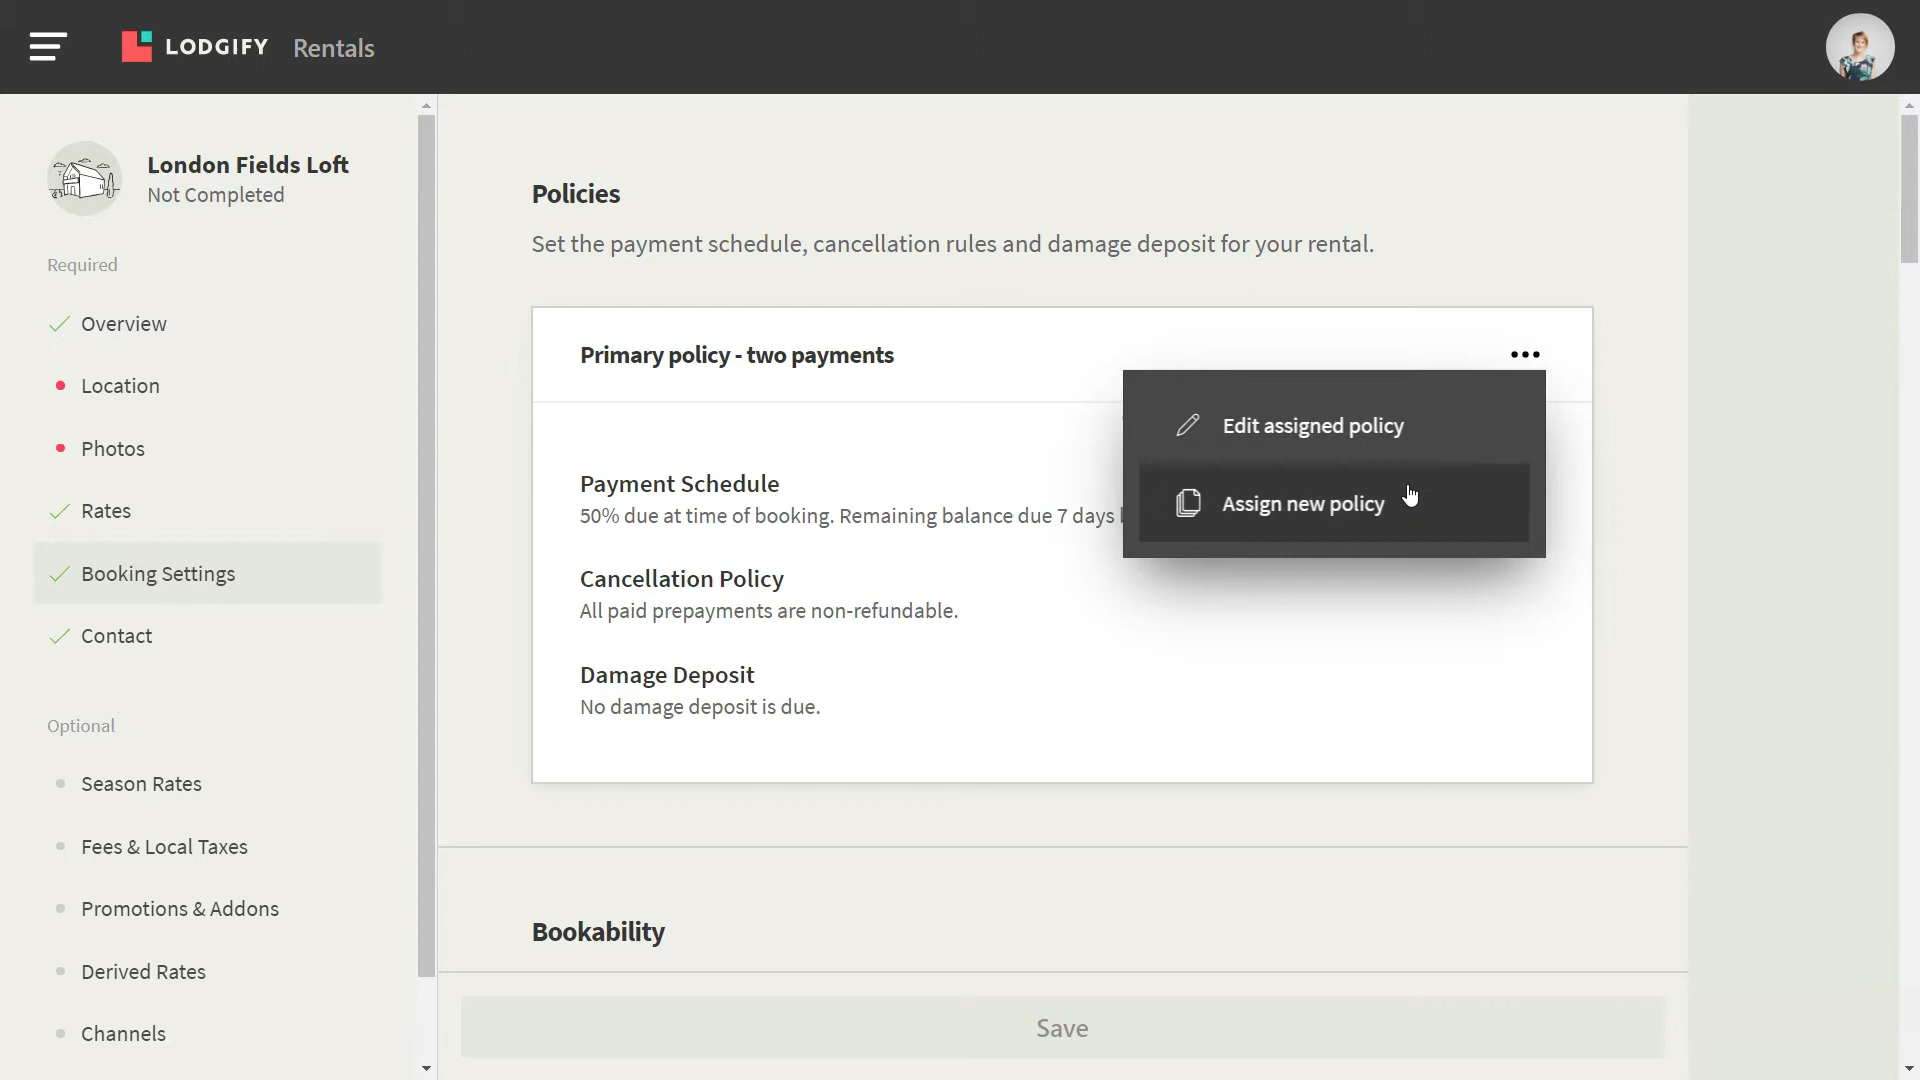 LODGIFY Rentals
London Fields Loft
Not Completed
Required
Overview
Location
Photos
Rates
Booking Settings
Contact
Optional
Season Rates
Fees & Local Taxes
Promotions & Addons
Derived Rates
Channels
Policies
Set the payment schedule, cancellation rules and damage deposit for your rental.
Primary policy - two payments
Edit assigned policy
Assign new policy
Payment Schedule
50% due at time of booking. Remaining balance due 7 days
Cancellation Policy
All paid prepayments are non-refundable.
Damage Deposit
No damage deposit is due.
Bookability
Save